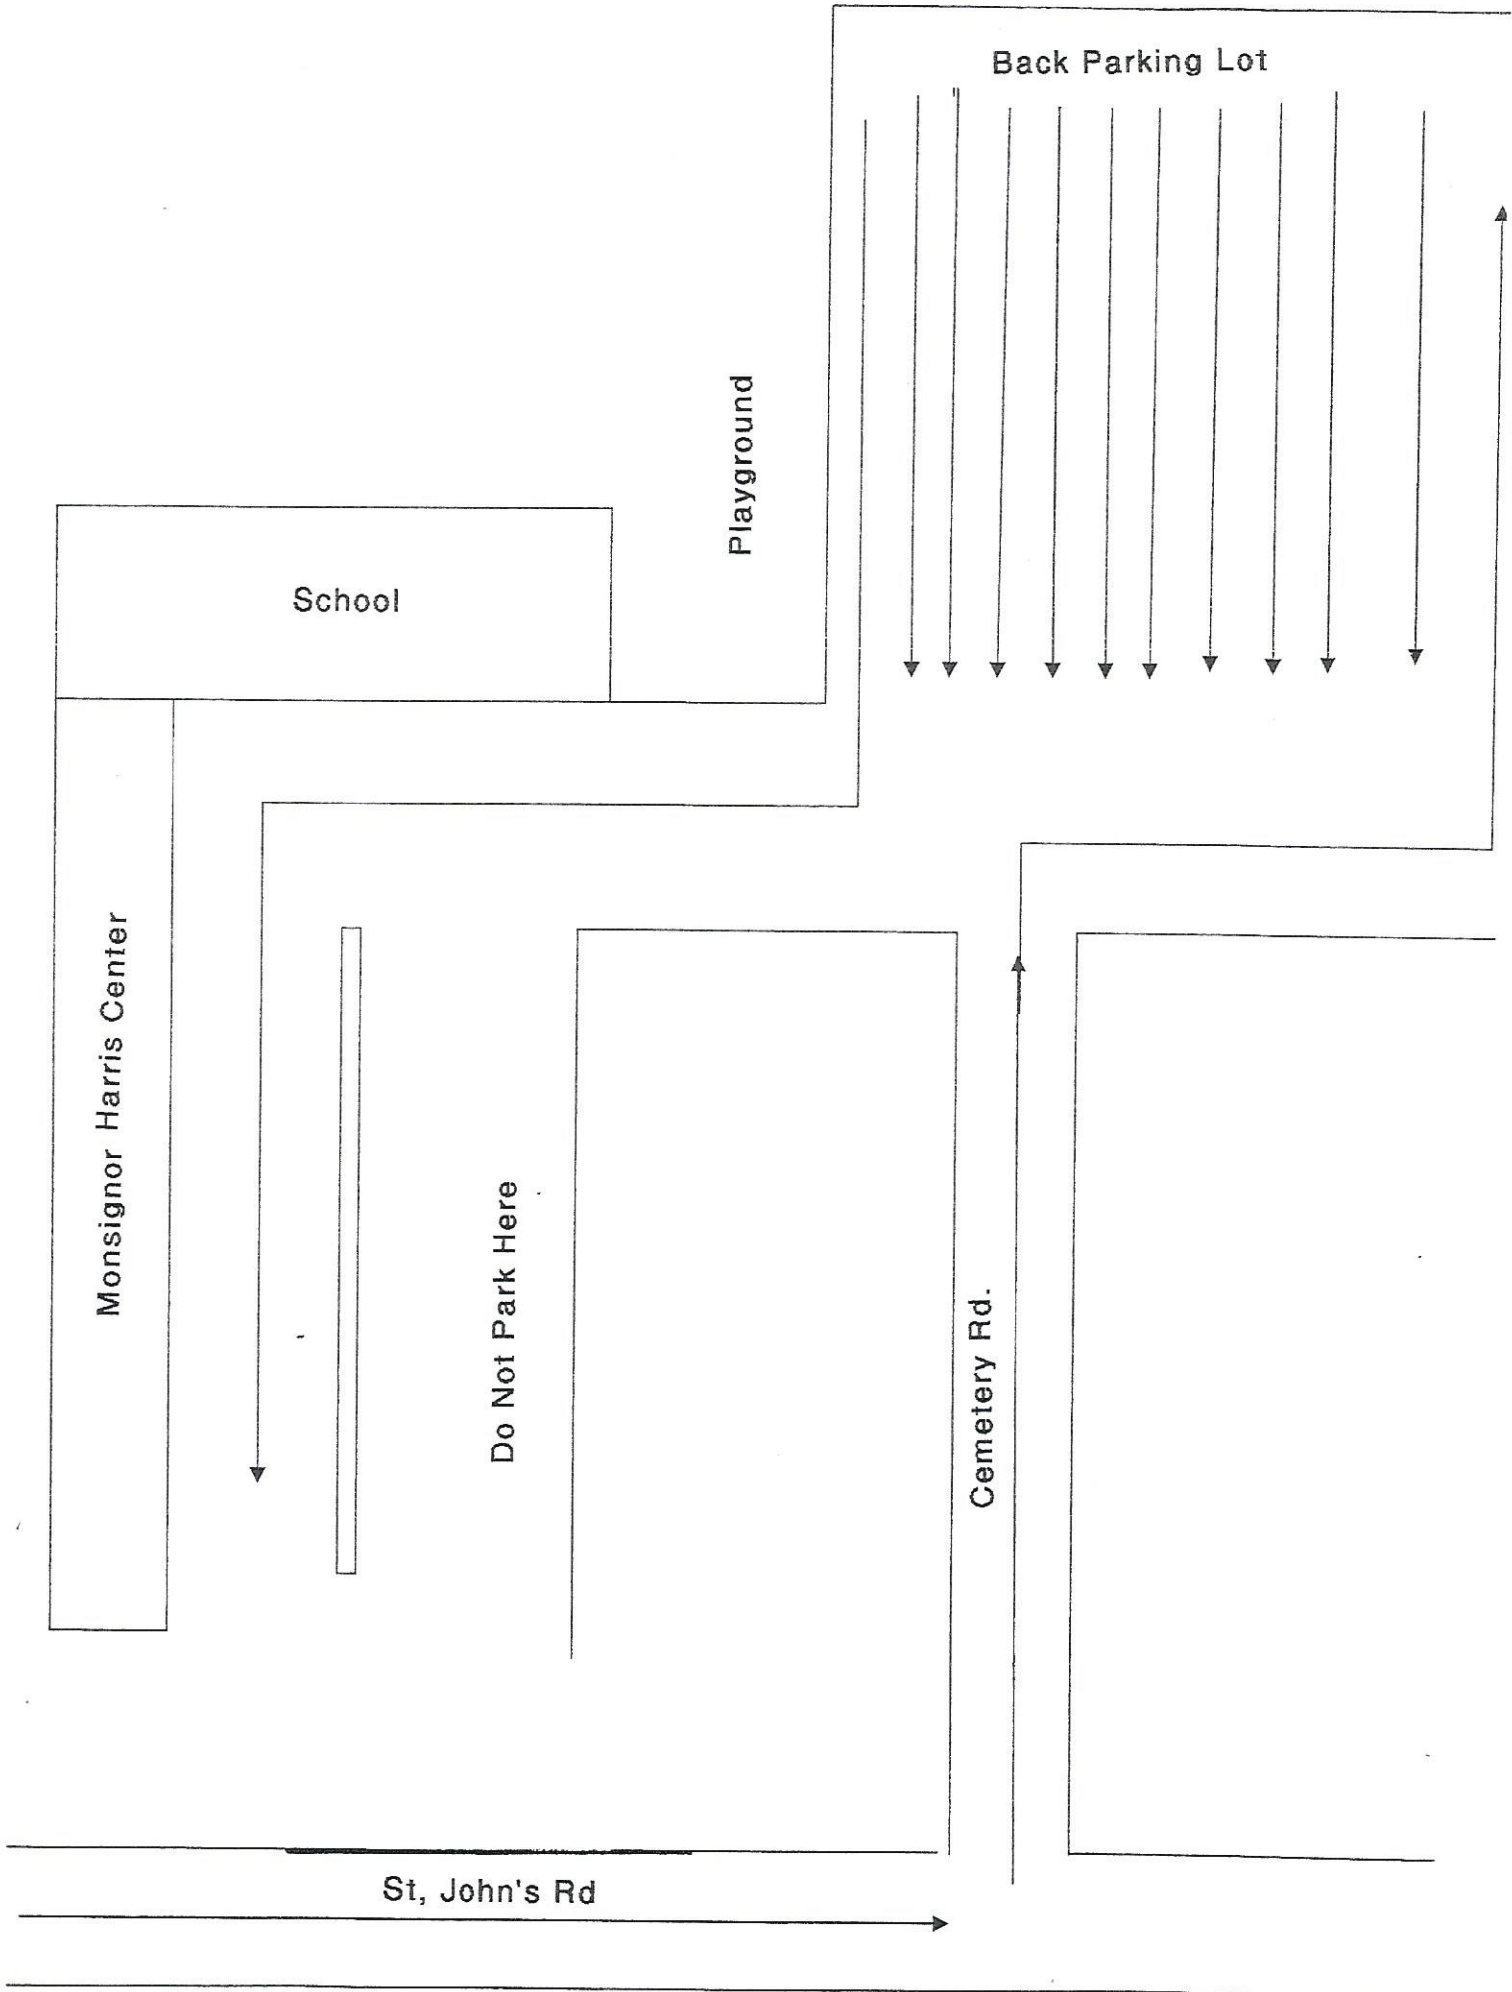 Back Parking Lot
Playground
School
Monsignor Harris Center
Do Not Park Here
Cemetery Rd.
St, John's Rd